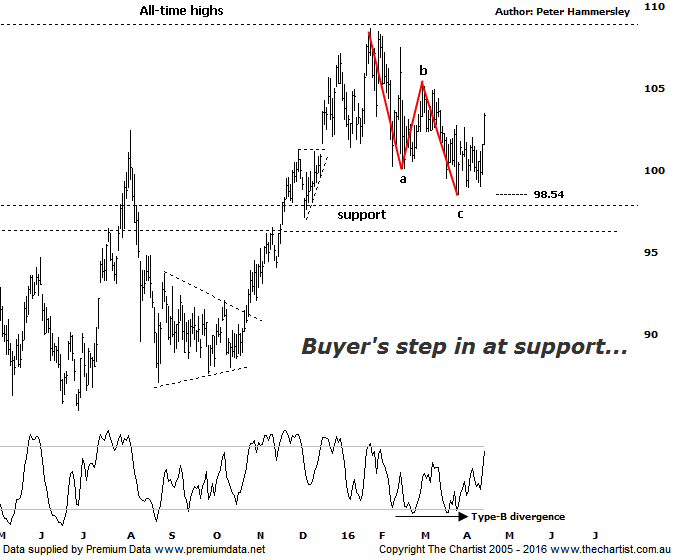 All-time highs
Author: Peter Hammersley
110
105
b
100
a
98.54
support
c
95
90
Buyer's step in at support...
Type-B divergence
M J J A S O N D 16 F M A M J J
Data supplied by Premium Data www.premiumdata.net
Copyright The Chartist 2005 - 2016 www.thechartist.com.au